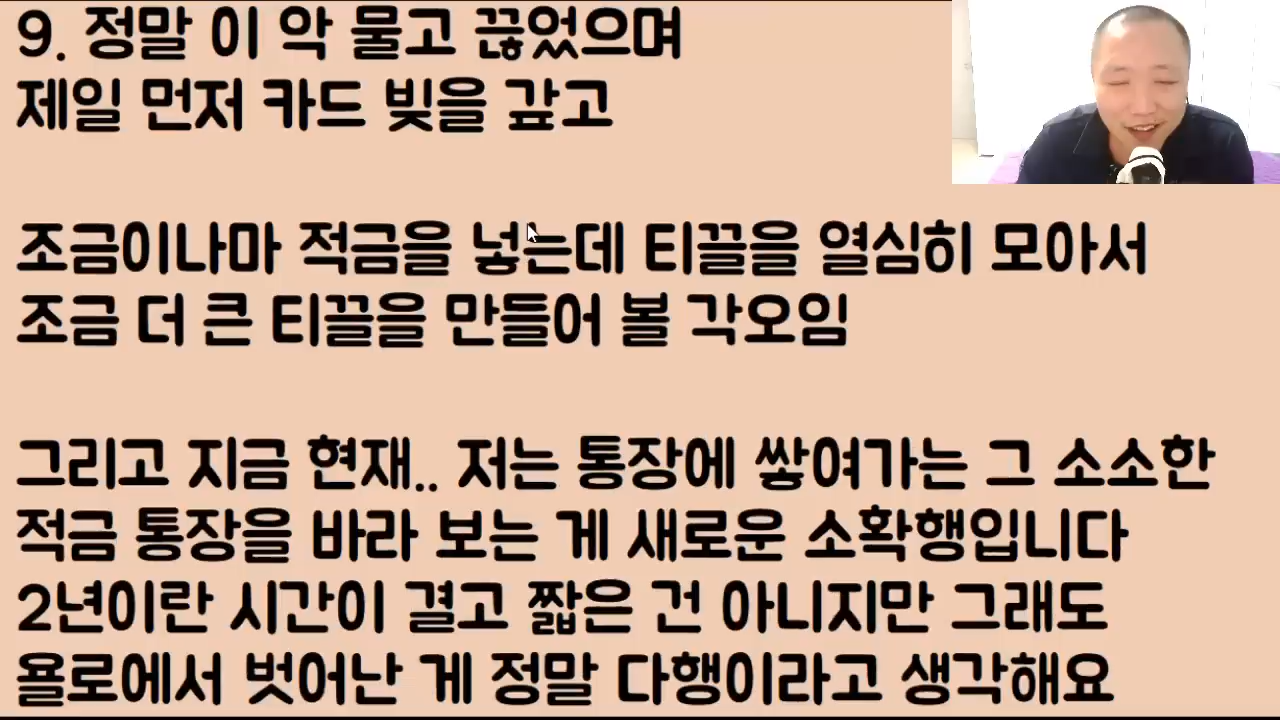 9. 정말 이 악 물고 끊었으며
제일 먼저 카드 빚을 갚고
조금이나마 적금을 넣는데 티끌을 열심히 모아서
조금 더 큰 티끌을 만들어 볼 각오임
그리고 지금 현재.. 저는 통장에 쌓여가는 그 소소한
적금 통장을 바라 보는 게 새로운 소확행입니다
2년이란 시간이 결고 짧은 건 아니지만 그래도
욜로에서 벗어난 게 정말 다행이라고 생각해요